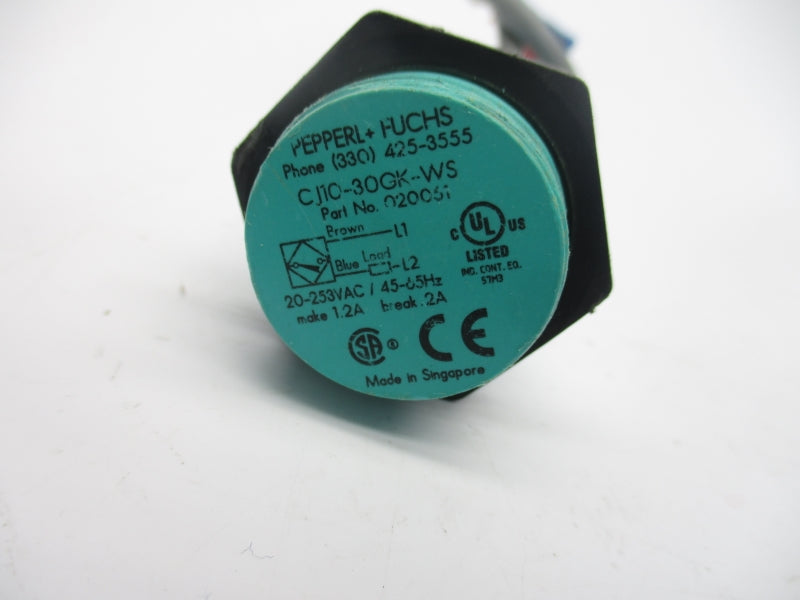 PEPPERL+ FUCHS
Phone (330) 425-3555
CJ10-30GK-WS
Part No. 020061
Brown L1
Blue Load L2
20-253VAC / 45-65Hz
make 1.2A break .2A
C UL US
LISTED
IND. CONT. EQ.
57M3
SA ®
CE
Made in Singapore